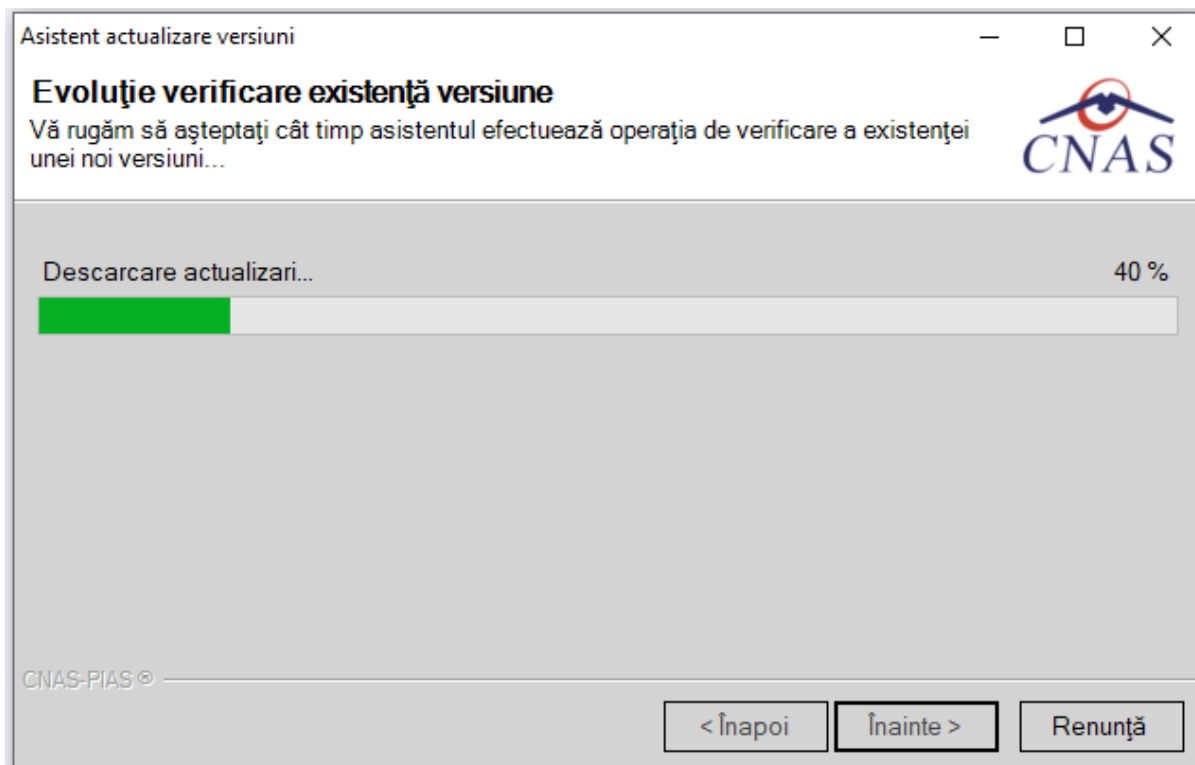 Asistent actualizare versiuni
Evoluţie verificare existenţă versiune
Vă rugăm să aşteptaţi cât timp asistentul efectuează operaţia de verificare a existenţei
unei noi versiuni...
CNAS
Descarcare actualizari...
40 %
CNAS-PIAS ®
< Înapoi
Înainte >
Renunţă